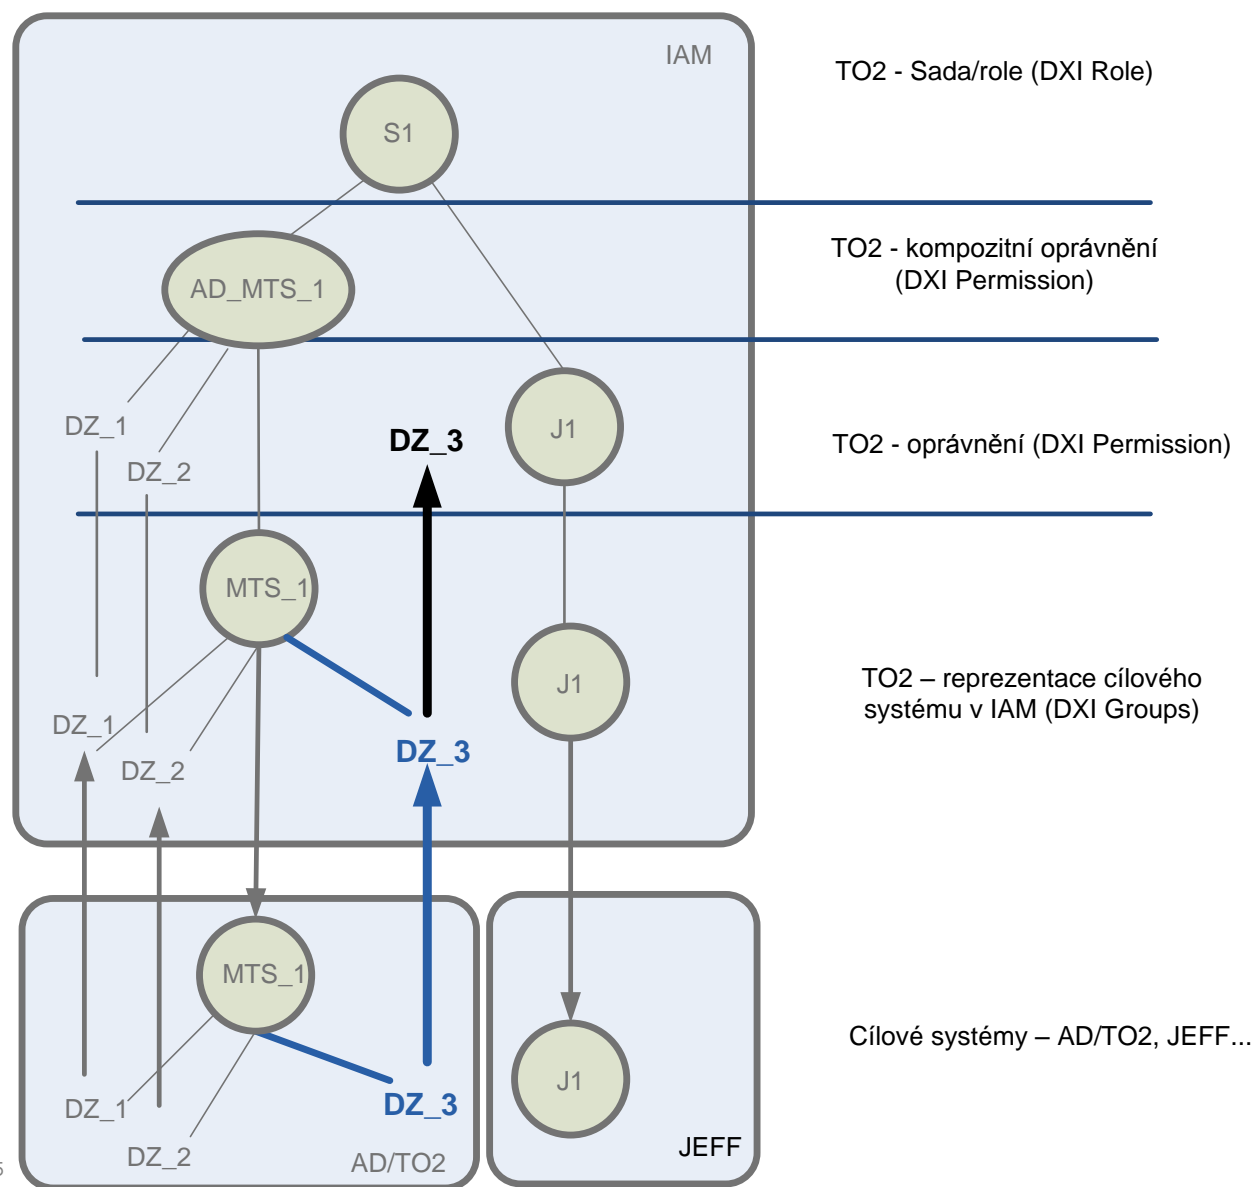 IAM
TO2 - Sada/role (DXI Role)
S1
TO2 - kompozitní oprávnění
(DXI Permission)
AD_MTS_1
DZ_1
DZ_2
DZ_3
J1
TO2 - oprávnění (DXI Permission)
MTS_1
J1
TO2 – reprezentace cílového
systému v IAM (DXI Groups)
DZ_1
DZ_2
DZ_3
MTS_1
Cílové systémy – AD/TO2, JEFF...
J1
DZ_1
DZ_3
DZ_2
AD/TO2
JEFF